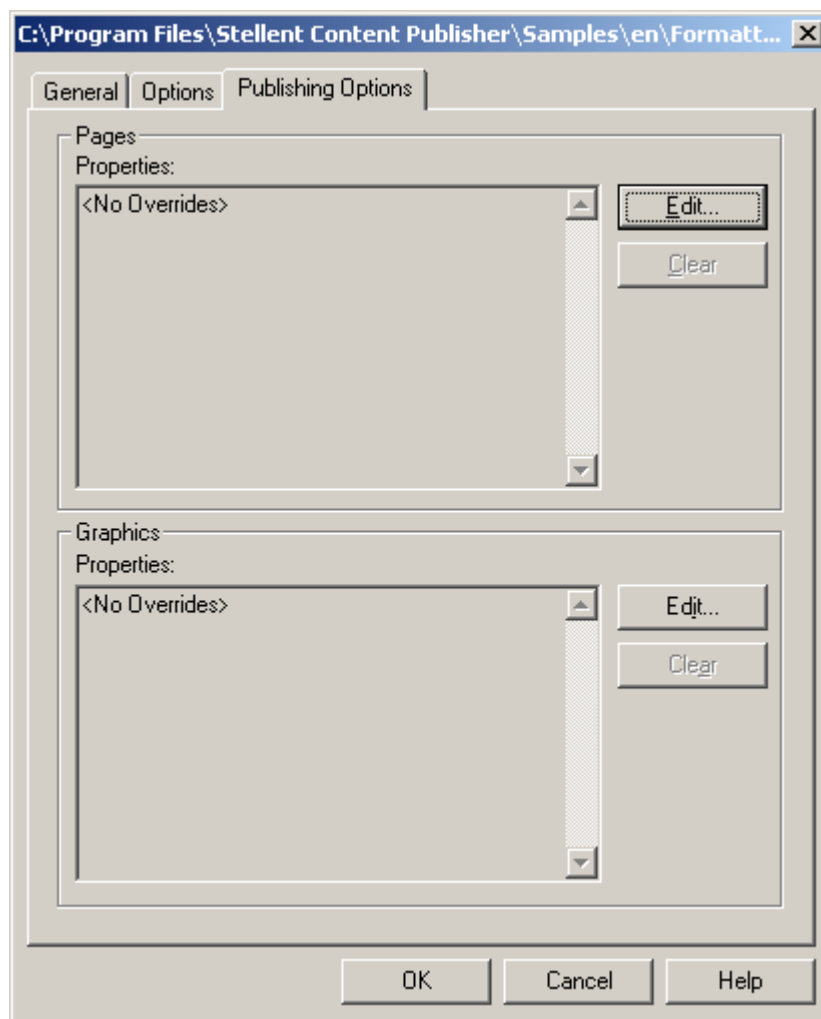 C:\Program Files\Stellent Content Publisher\Samples\en\Formatt...
General Options Publishing Options
Pages
Properties:
<No Overrides>
Edit...
Clear
Graphics
Properties:
<No Overrides>
Edit...
Clear
OK Cancel Help